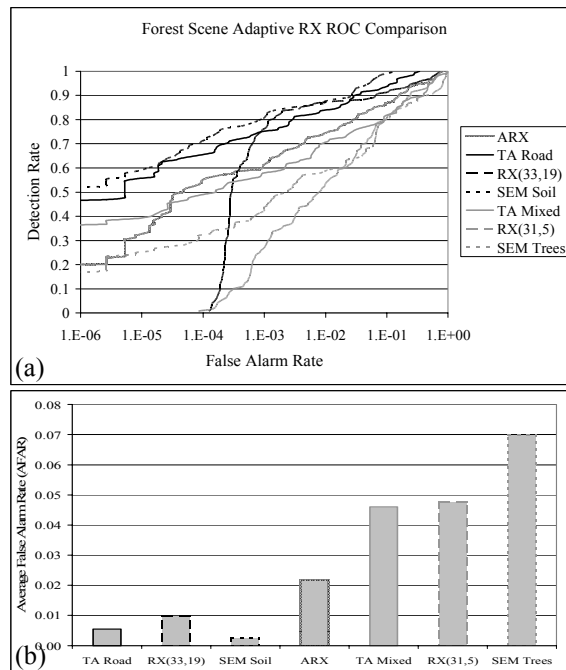 Forest Scene Adaptive RX ROC Comparison
1
0.9
0.8
0.7
0.6
0.5
0.4
0.3
0.2
0.1
0
Detection Rate
1.E-06 1.E-05 1.E-04 1.E-03 1.E-02 1.E-01 1.E+00
False Alarm Rate
ARX
TA Road
RX(33,19)
SEM Soil
TA Mixed
RX(31,5)
SEM Trees
(a)
0.08
0.07
0.06
0.05
0.04
0.03
0.02
0.01
0.00
Average False Alarm Rate (AFAR)
TA Road RX(33,19) SEM Soil ARX TA Mixed RX(31,5) SEM Trees
(b)